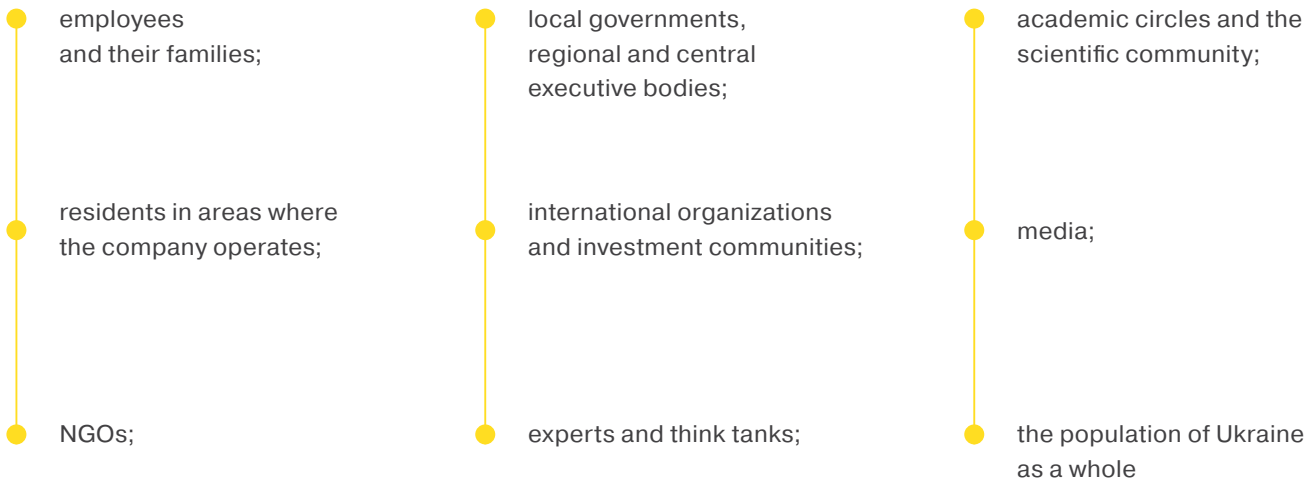 employees
and their families;
residents in areas where
the company operates;
NGOs;
local governments,
regional and central
executive bodies;
international organizations
and investment communities;
experts and think tanks;
academic circles and the
scientific community;
media;
the population of Ukraine
as a whole